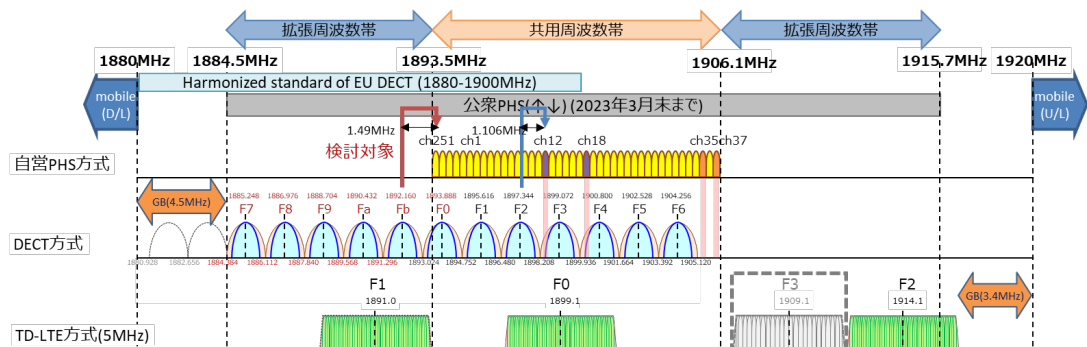 拡張周波数帯
共用周波数帯
拡張周波数帯
1880MHz
1884.5MHz
1893.5MHz
1906.1MHz
1915.7MHz
1920MHz
mobile
(D/L)
Harmonized standard of EU DECT (1880-1900MHz)
mobile
(U/L)
公衆PHS(↑↓) (2023年3月末まで)
1.49MHz
1.106MHz
検討対象
ch251
ch1
ch12
ch18
ch35
ch37
自営PHS方式
GB(4.5MHz)
1885.248
1886.976
1888.704
1890.432
1892.160
1893.888
1895.616
1897.344
1899.072
1900.800
1902.528
1904.256
F7
F8
F9
Fa
Fb
F0
F1
F2
F3
F4
F5
F6
DECT方式
1880.928
1882.656
1884.384
1886.112
1887.840
1889.568
1891.296
1893.024
1894.752
1896.480
1898.208
1899.936
1901.664
1903.392
1905.120
F1
1891.0
F0
1899.1
F3
1909.1
F2
1914.1
GB(3.4MHz)
TD-LTE方式(5MHz)